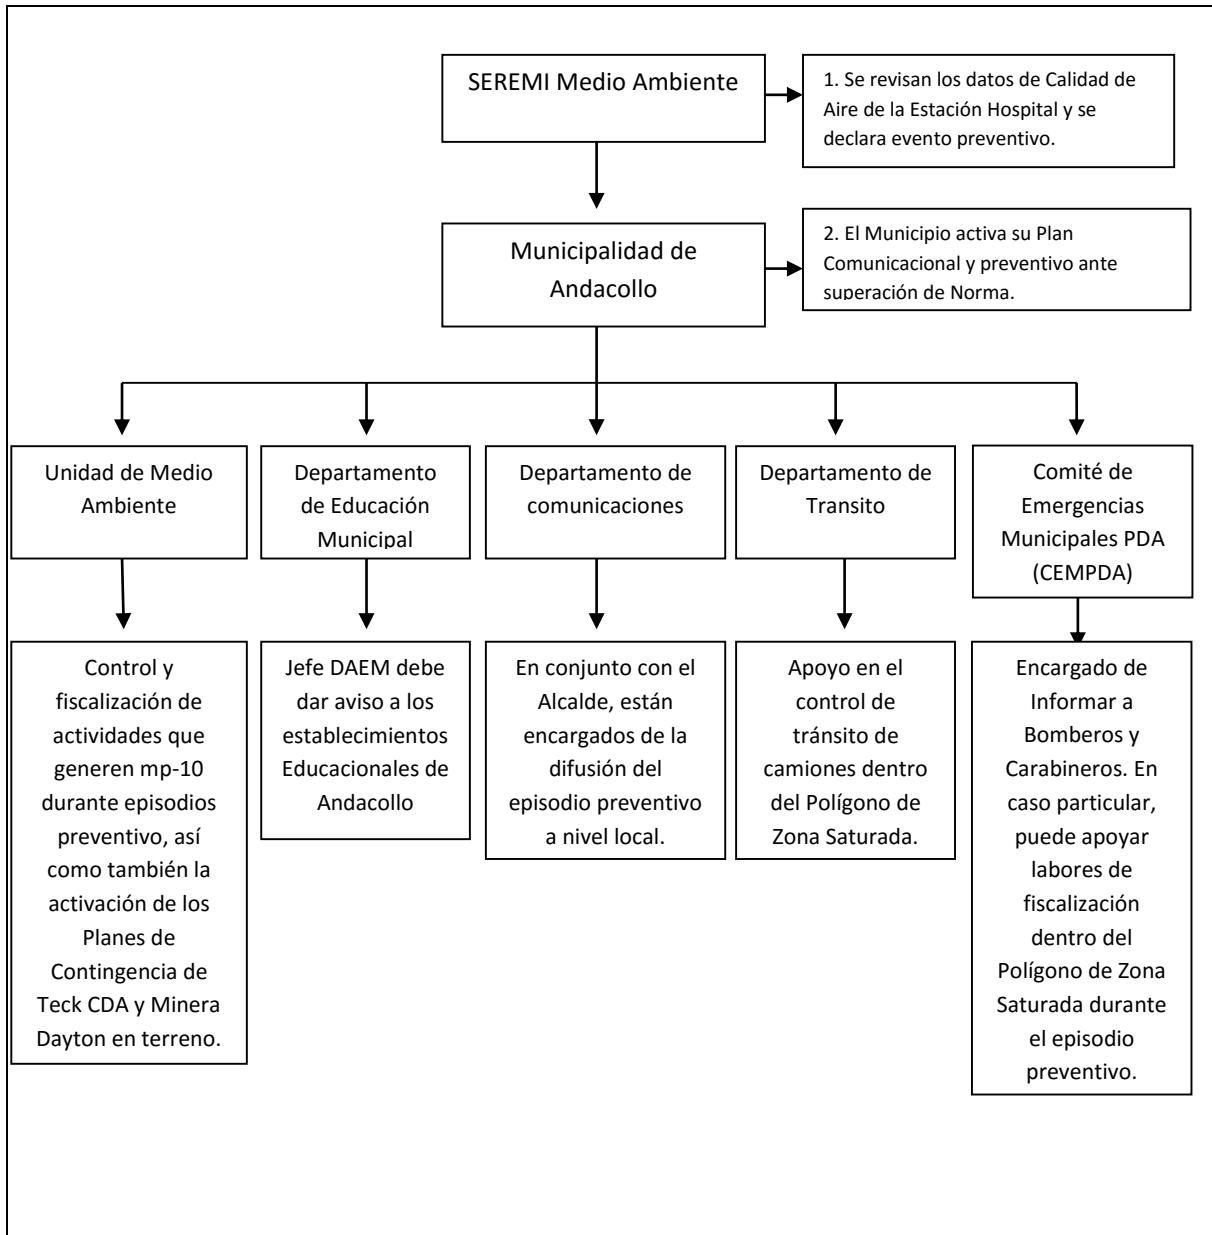 SEREMI Medio Ambiente
1. Se revisan los datos de Calidad de
Aire de la Estación Hospital y se
declara evento preventivo.
Municipalidad de
Andacollo
2. El Municipio activa su Plan
Comunicacional y preventivo ante
superación de Norma.
Unidad de Medio
Ambiente
Departamento
de Educación
Municipal
Departamento de
comunicaciones
Departamento de
Transito
Comité de
Emergencias
Municipales PDA
(CEMPDA)
Control y
fiscalización de
actividades que
generen mp-10
durante episodios
preventivo, así
como también la
activación de los
Planes de
Contingencia de
Teck CDA y Minera
Dayton en terreno.
Jefe DAEM debe
dar aviso a los
establecimientos
Educacionales de
Andacollo
En conjunto con el
Alcalde, están
encargados de la
difusión del
episodio preventivo
a nivel local.
Apoyo en el
control de
tránsito de
camiones dentro
del Polígono de
Zona Saturada.
Encargado de
Informar a
Bomberos y
Carabineros. En
caso particular,
puede apoyar
labores de
fiscalización
dentro del
Polígono de Zona
Saturada durante
el episodio
preventivo.